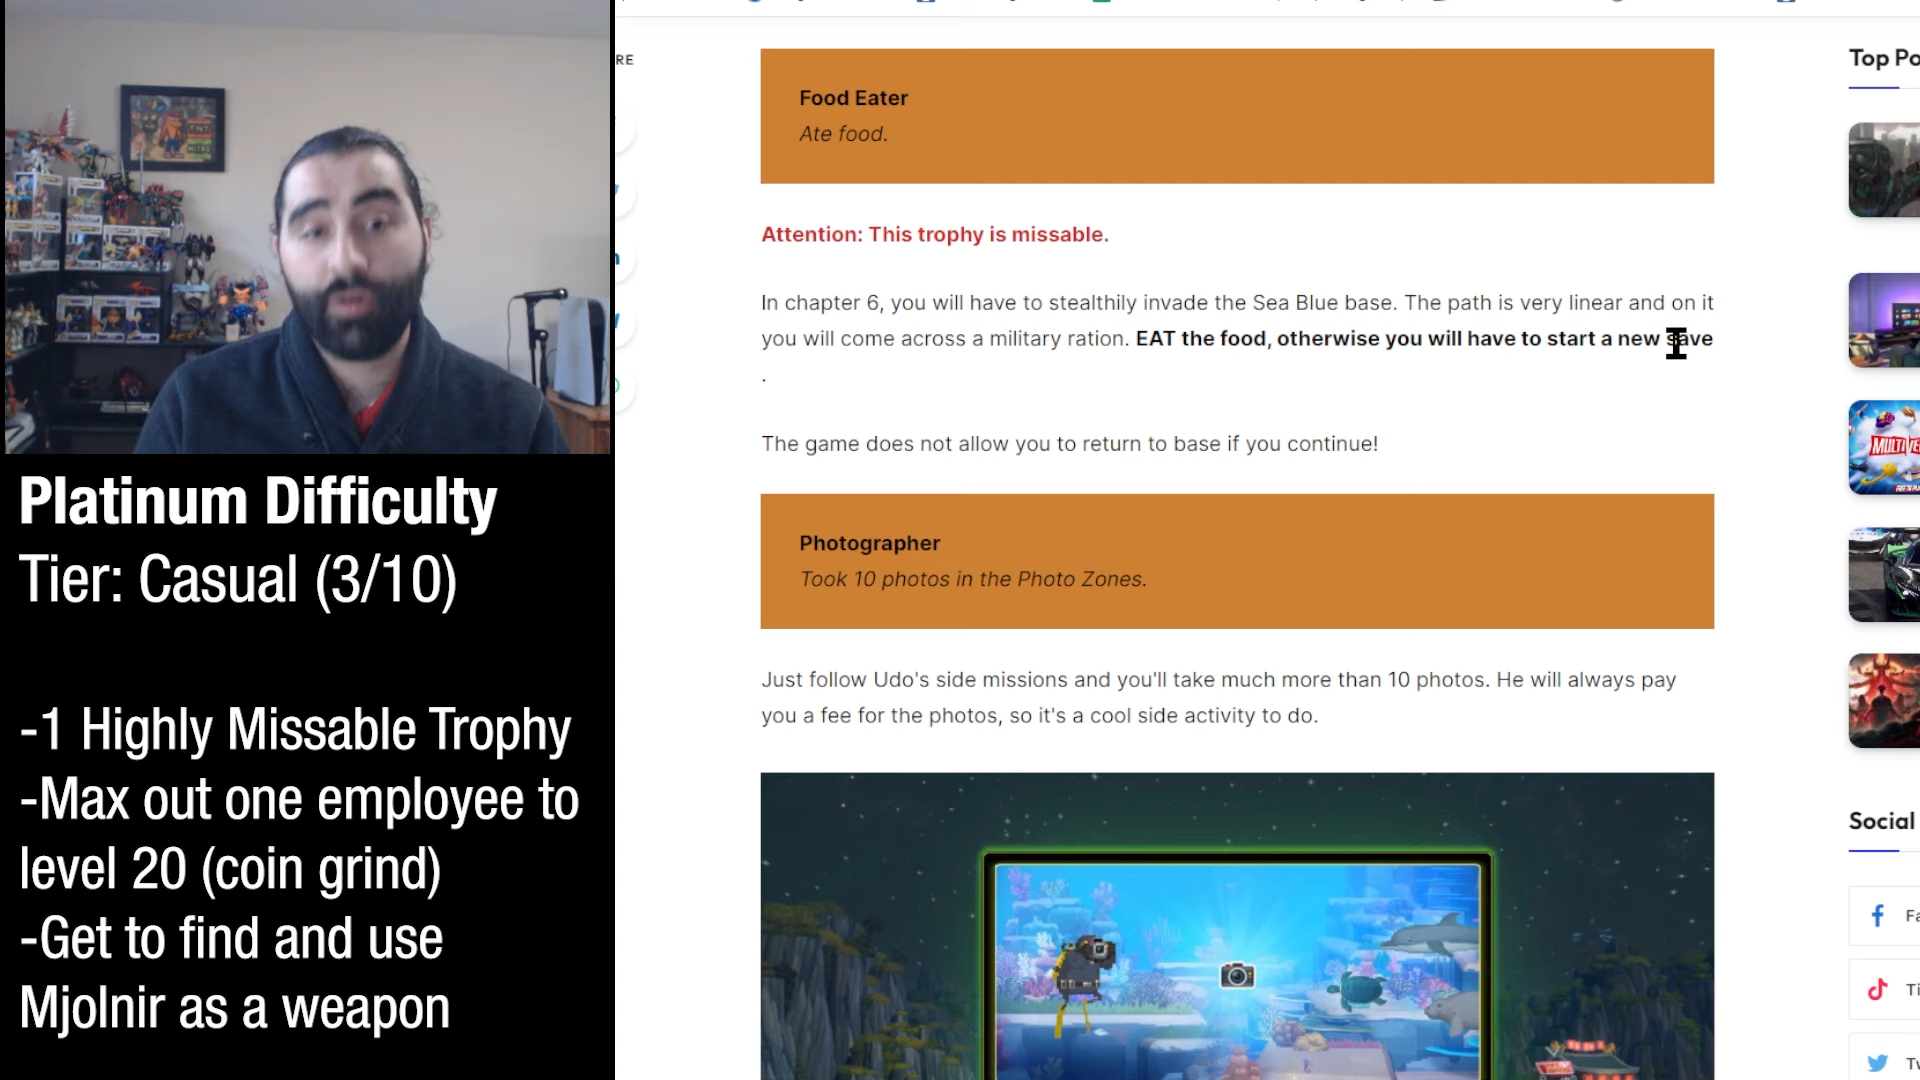 RE
Food Eater
Ate food.
Attention: This trophy is missable.
In chapter 6, you will have to stealthily invade the Sea Blue base. The path is very linear and on it
you will come across a military ration. EAT the food, otherwise you will have to start a new save
.
The game does not allow you to return to base if you continue!
Photographer
Took 10 photos in the Photo Zones.
Just follow Udo's side missions and you'll take much more than 10 photos. He will always pay
you a fee for the photos, so it's a cool side activity to do.
Top Po
Social
Fa
Ti
Tw
TNT
NITRO
Platinum Difficulty
Tier: Casual (3/10)
-1 Highly Missable Trophy
-Max out one employee to
level 20 (coin grind)
-Get to find and use
Mjolnir as a weapon